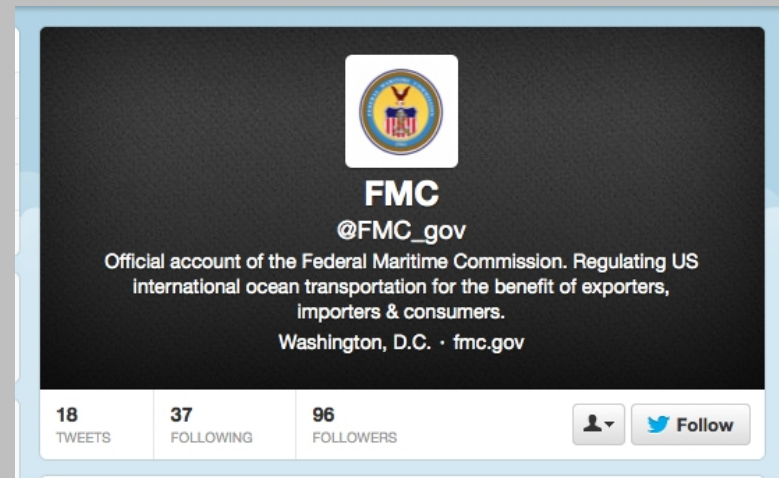 FMC
@FMC_gov
Official account of the Federal Maritime Commission. Regulating US
international ocean transportation for the benefit of exporters,
importers & consumers.
Washington, D.C. · fmc.gov
18
TWEETS
37
FOLLOWING
96
FOLLOWERS
Follow